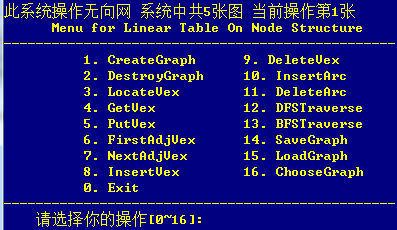 此系统操作无向网 系统中共5张图 当前操作第1张
Menu for Linear Table On Node Structure
1. CreateGraph 9. DeleteVex
2. DestroyGraph 10. InsertArc
3. LocateVex 11. DeleteArc
4. GetVex 12. DFSTraverse
5. PutVex 13. BFSTraverse
6. FirstAdjVex 14. SaveGraph
7. NextAdjVex 15. LoadGraph
8. InsertVex 16. ChooseGraph
0. Exit
请选择你的操作[0~16]: